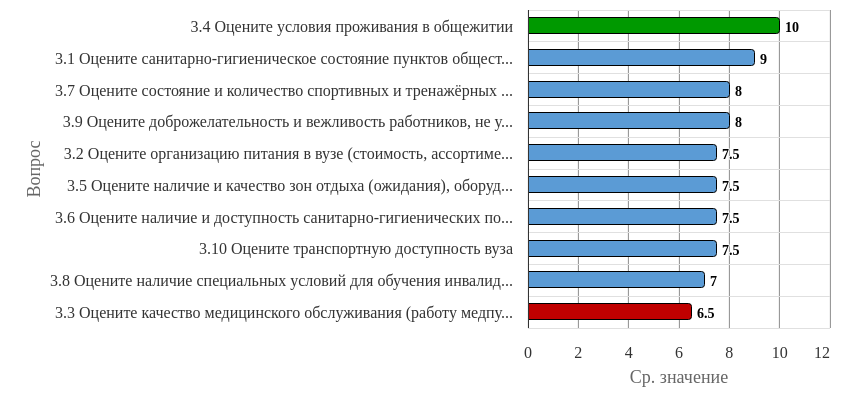 3.4 Оцените условия проживания в общежитии
10
3.1 Оцените санитарно-гигиеническое состояние пунктов общест...
9
3.7 Оцените состояние и количество спортивных и тренажёрных ...
8
3.9 Оцените доброжелательность и вежливость работников, не у...
8
3.2 Оцените организацию питания в вузе (стоимость, ассортиме...
7.5
3.5 Оцените наличие и качество зон отдыха (ожидания), оборуд...
7.5
3.6 Оцените наличие и доступность санитарно-гигиенических по...
7.5
3.10 Оцените транспортную доступность вуза
7.5
3.8 Оцените наличие специальных условий для обучения инвалид...
7
3.3 Оцените качество медицинского обслуживания (работу медпу...
6.5
Вопрос
0 2 4 6 8 10 12
Ср. значение